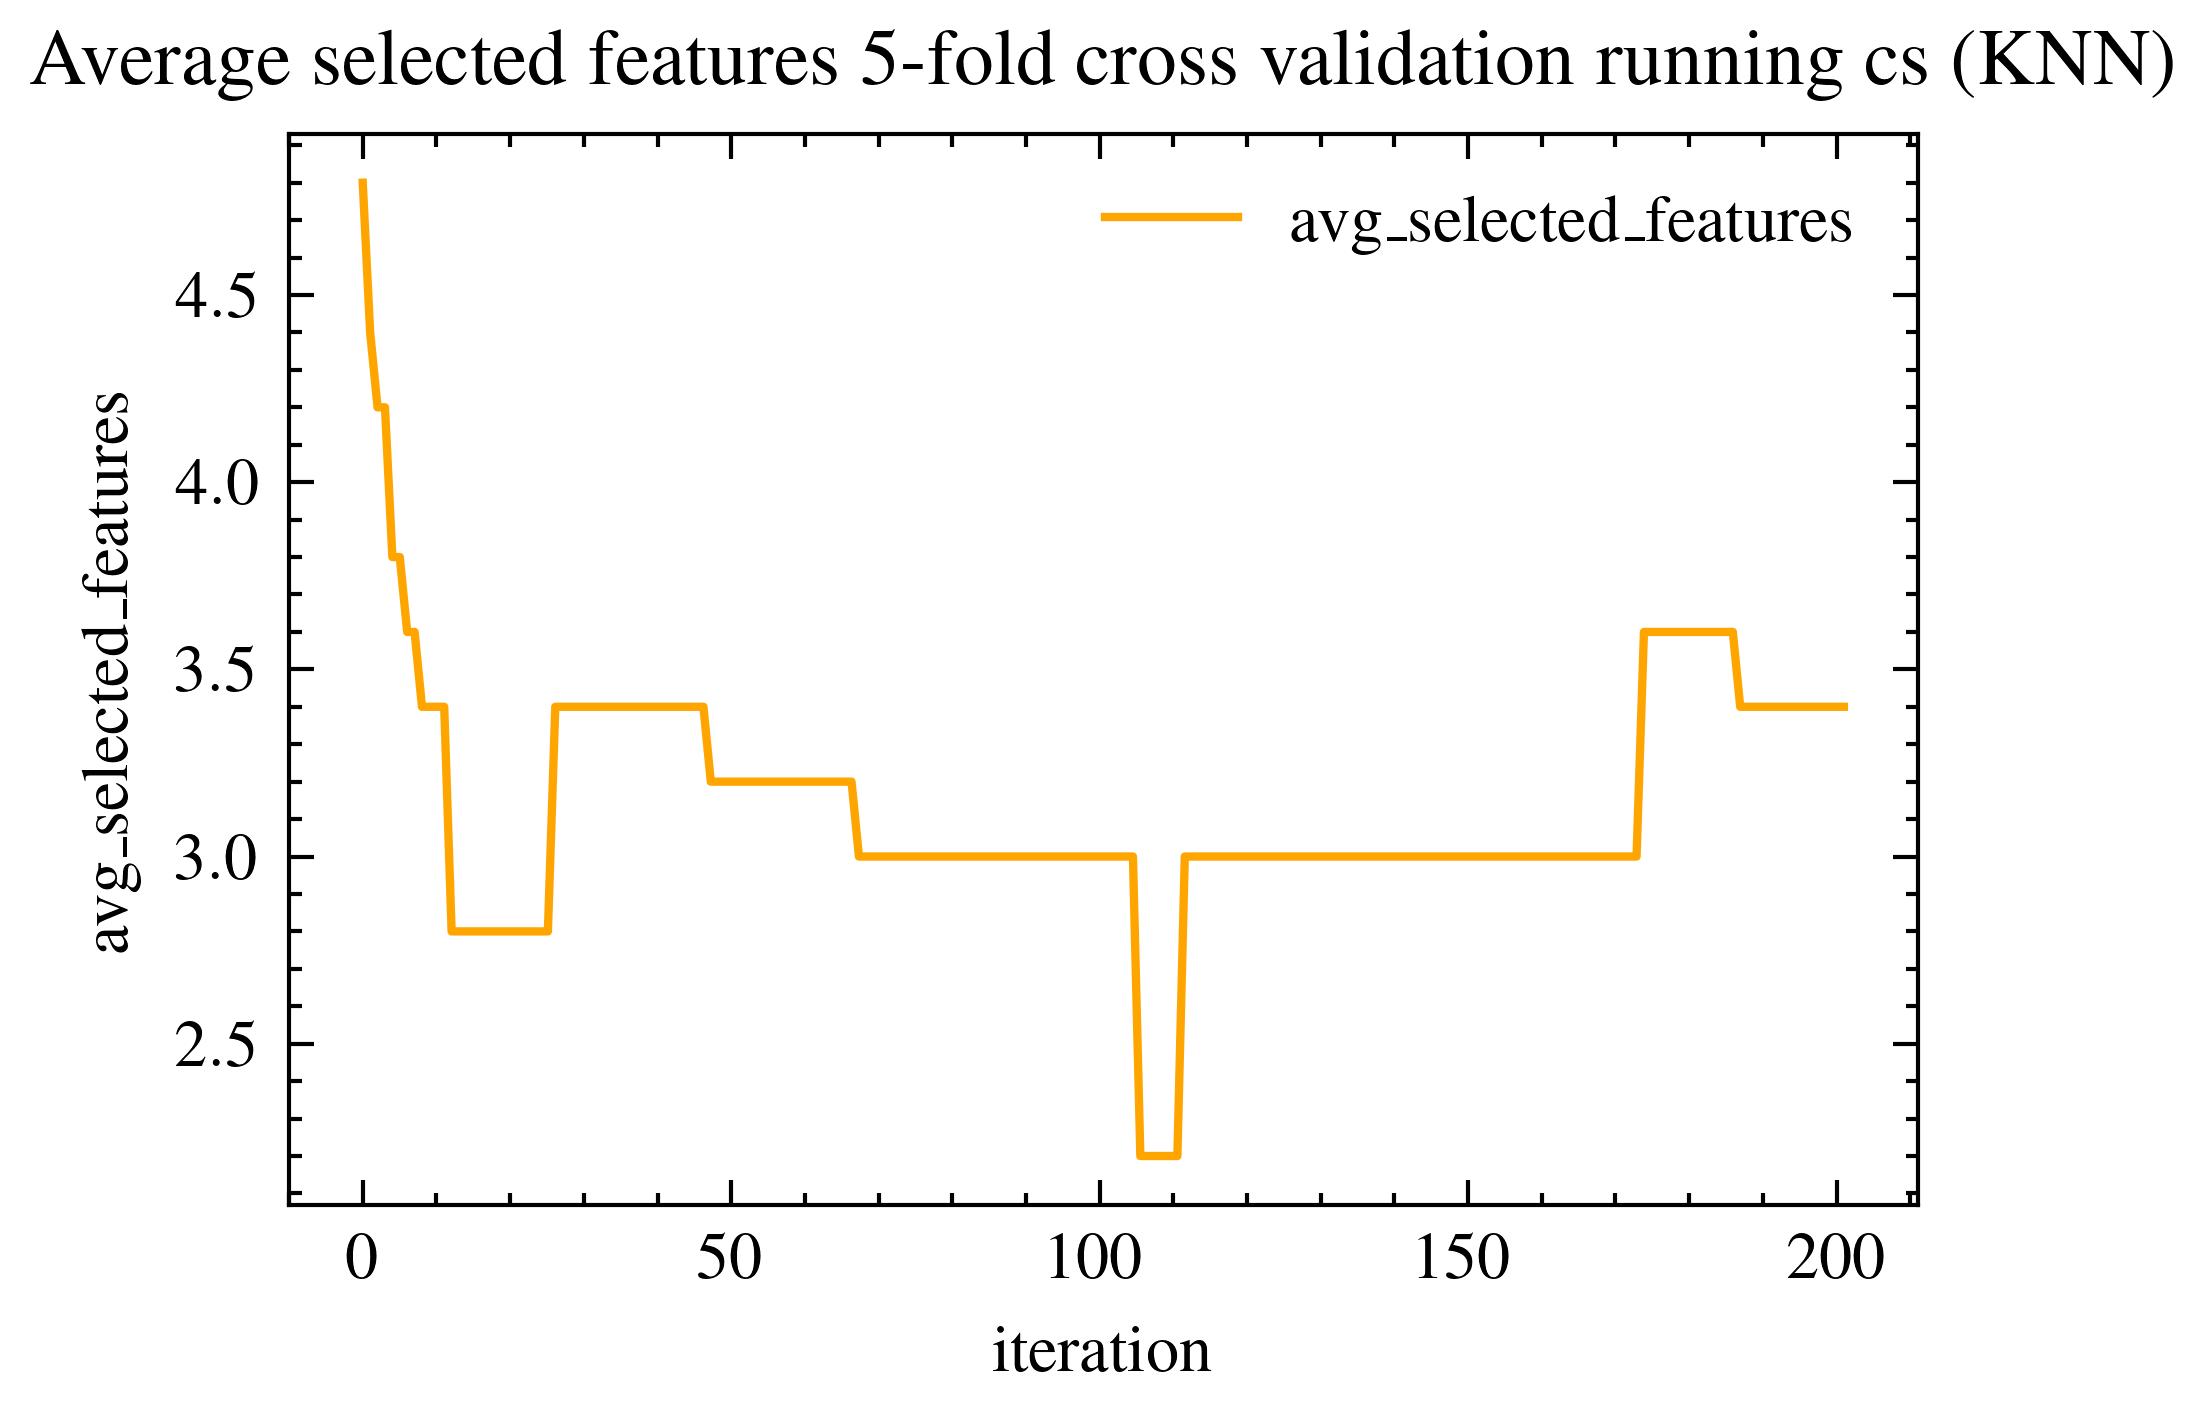 Average selected features 5-fold cross validation running cs (KNN)
avg_selected_features
avg_selected_features
4.5
4.0
3.5
3.0
2.5
0 50 100 150 200
iteration